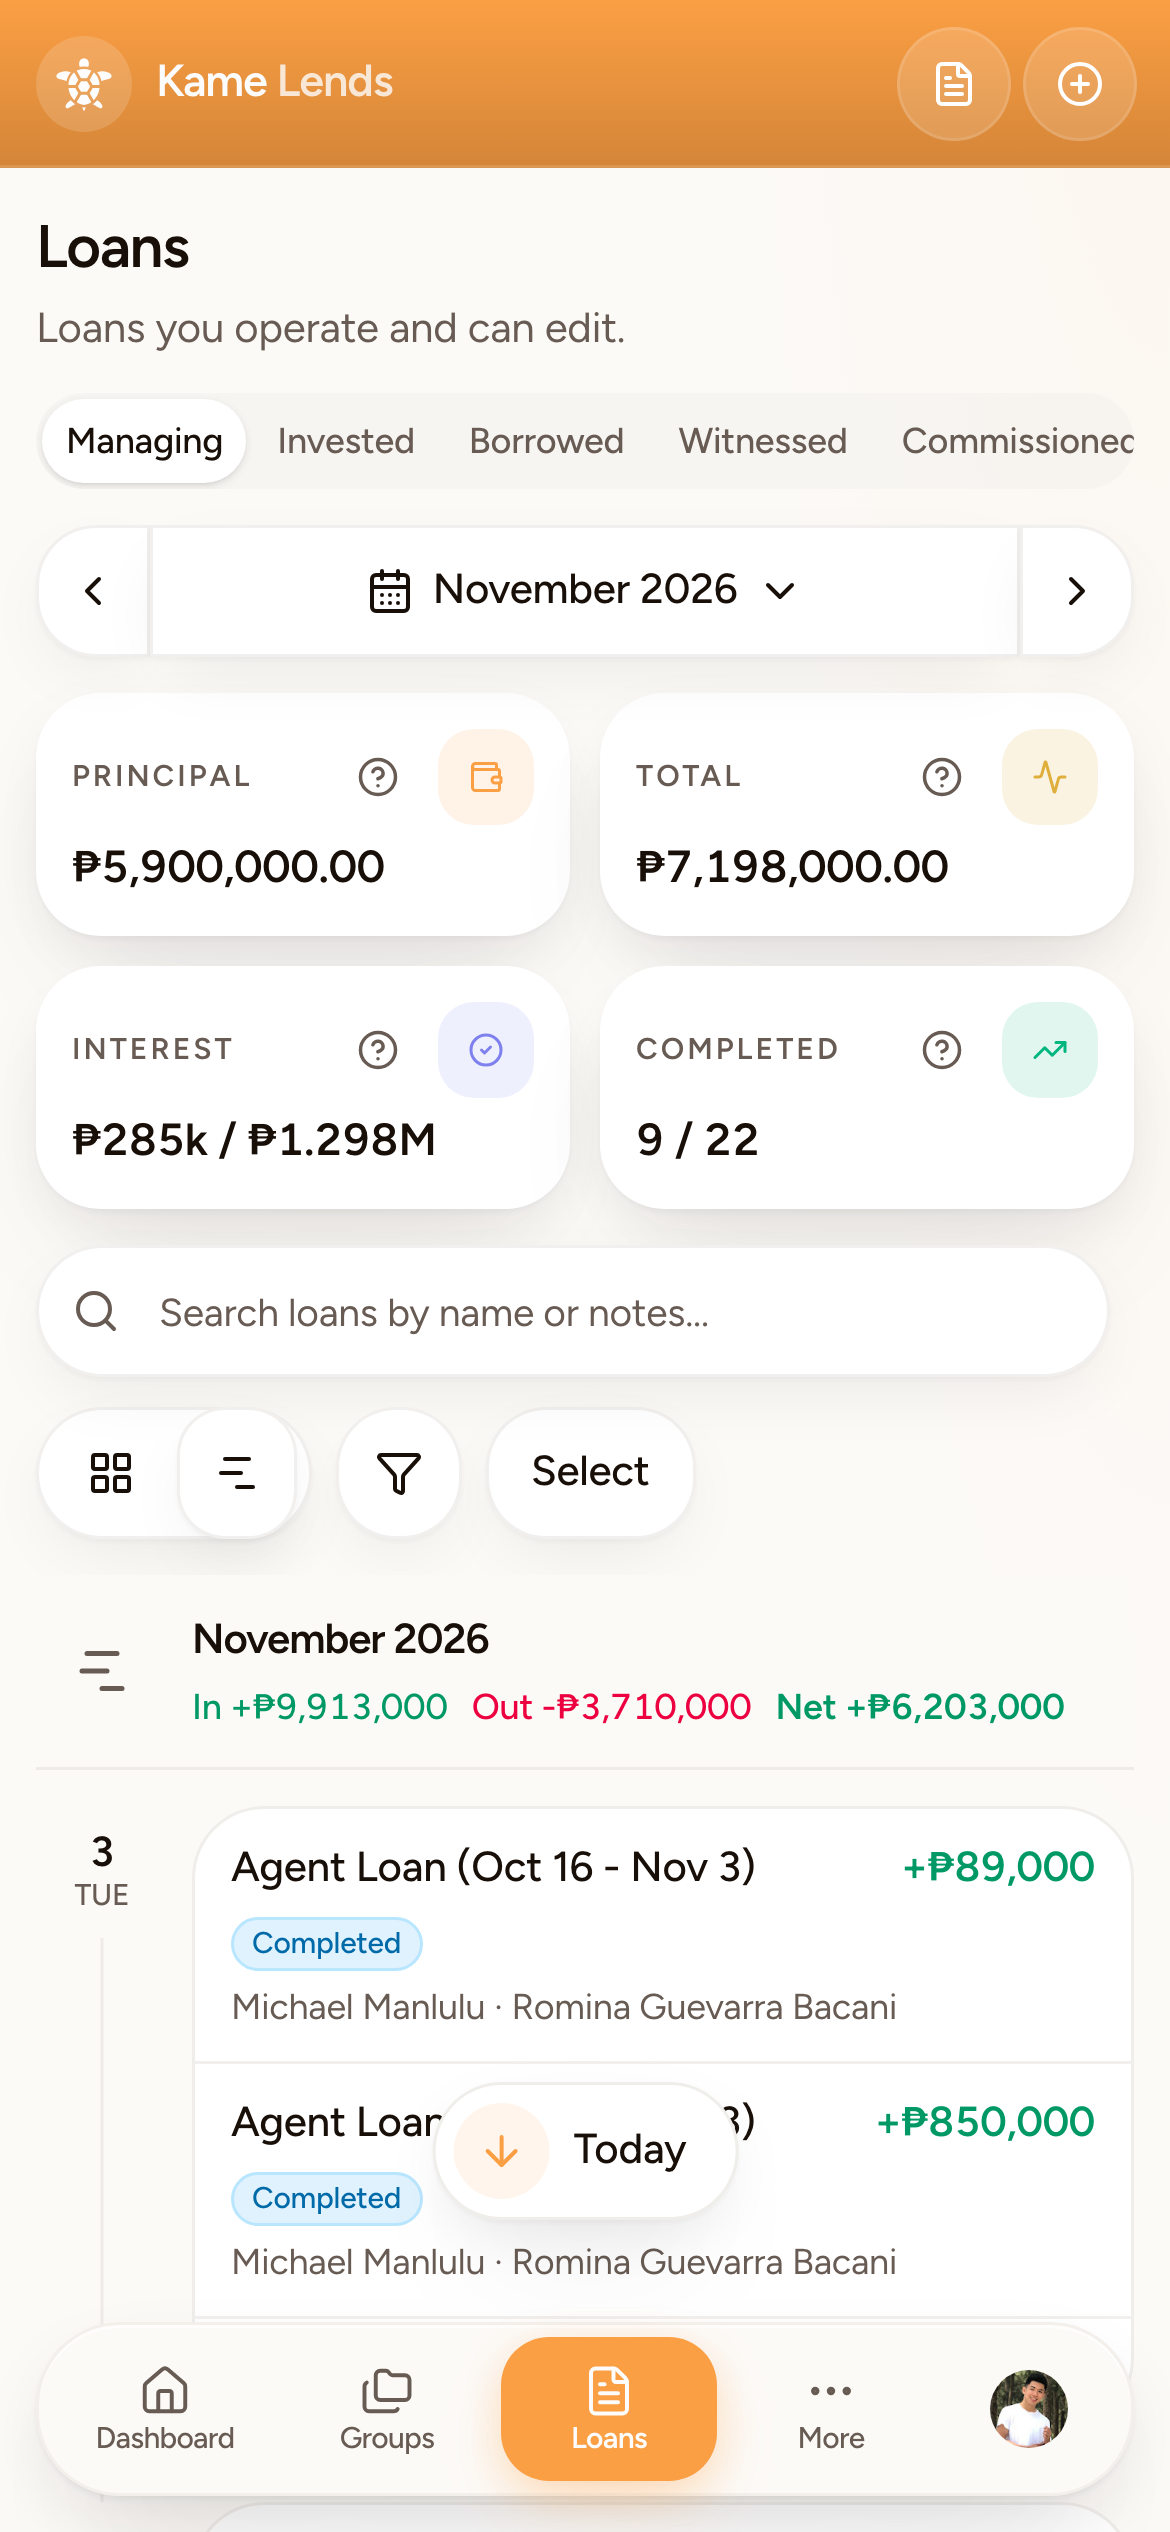 Kame Lends
Loans
Loans you operate and can edit.
Managing Invested Borrowed Witnessed Commissioned
November 2026
PRINCIPAL
₱5,900,000.00
TOTAL
₱7,198,000.00
INTEREST
₱285k / ₱1.298M
COMPLETED
9 / 22
Search loans by name or notes...
Select
November 2026
In +₱9,913,000 Out -₱3,710,000 Net +₱6,203,000
3
TUE
Agent Loan (Oct 16 - Nov 3) +₱89,000
Completed
Michael Manlulu · Romina Guevarra Bacani
Agent Loan 3) +₱850,000
Today
Completed
Michael Manlulu · Romina Guevarra Bacani
Dashboard Groups Loans More